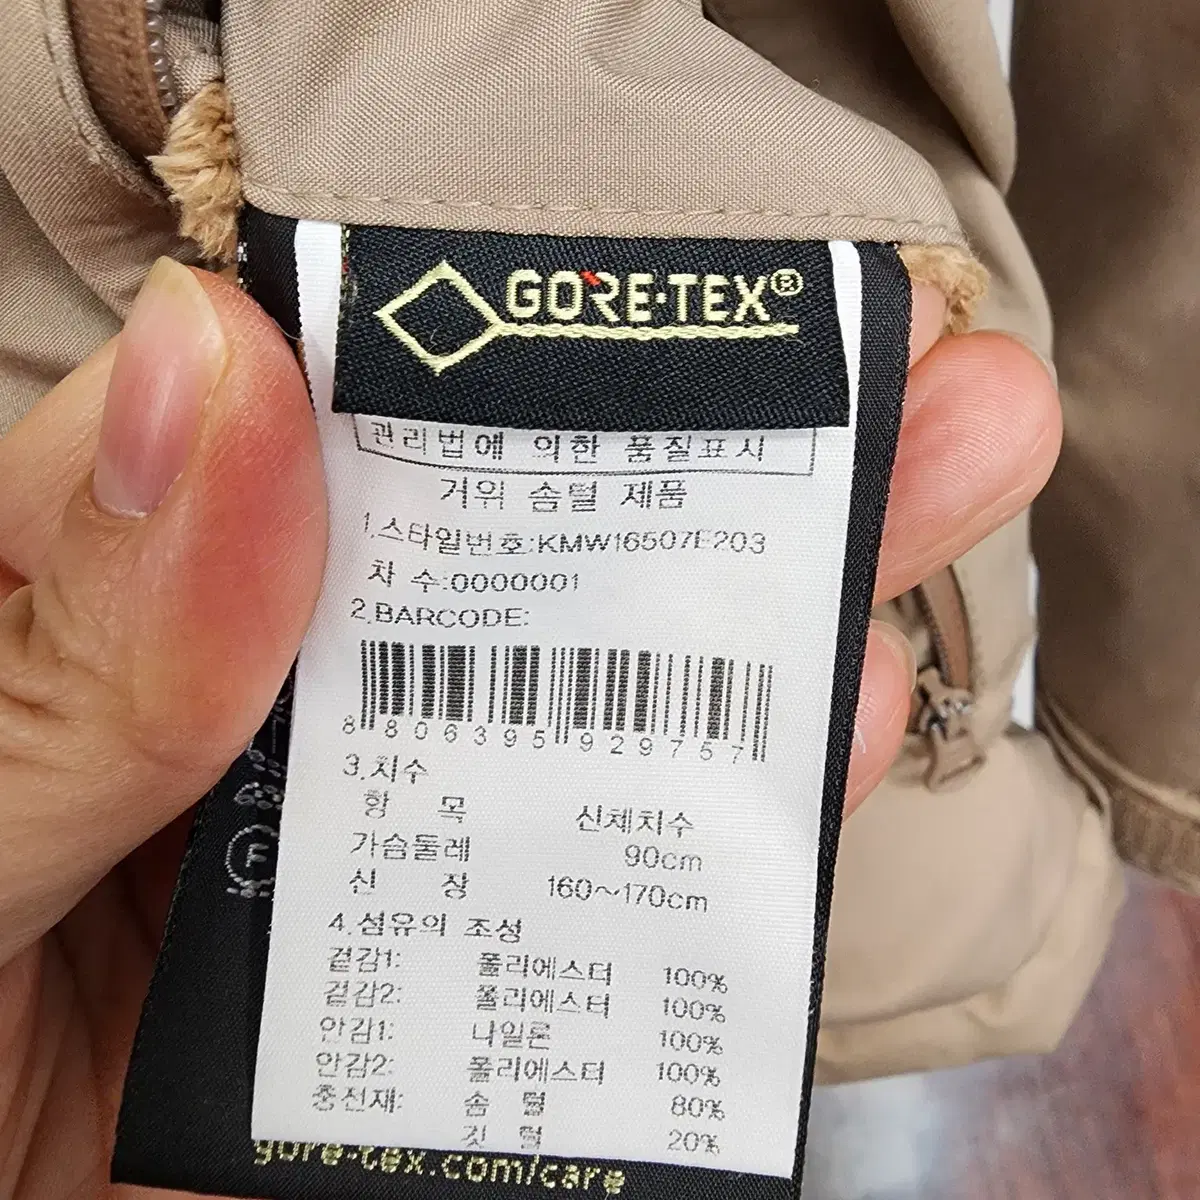 GORE-TEX®
관리법에 의한 품질표시
거위 솜털 제품
1.스타일번호:KMW16507E203
차 수:0000001
2.BARCODE:
8 806395 929757
3.치수
항 목 신체치수
가슴둘레 90cm
신 장 160~170cm
4.섬유의 조성
겉감1: 폴리에스터 100%
겉감2: 폴리에스터 100%
안감1: 나일론 100%
안감2: 폴리에스터 100%
충전재: 솜 털 80%
깃 털 20%
gore-tex.com/care
F